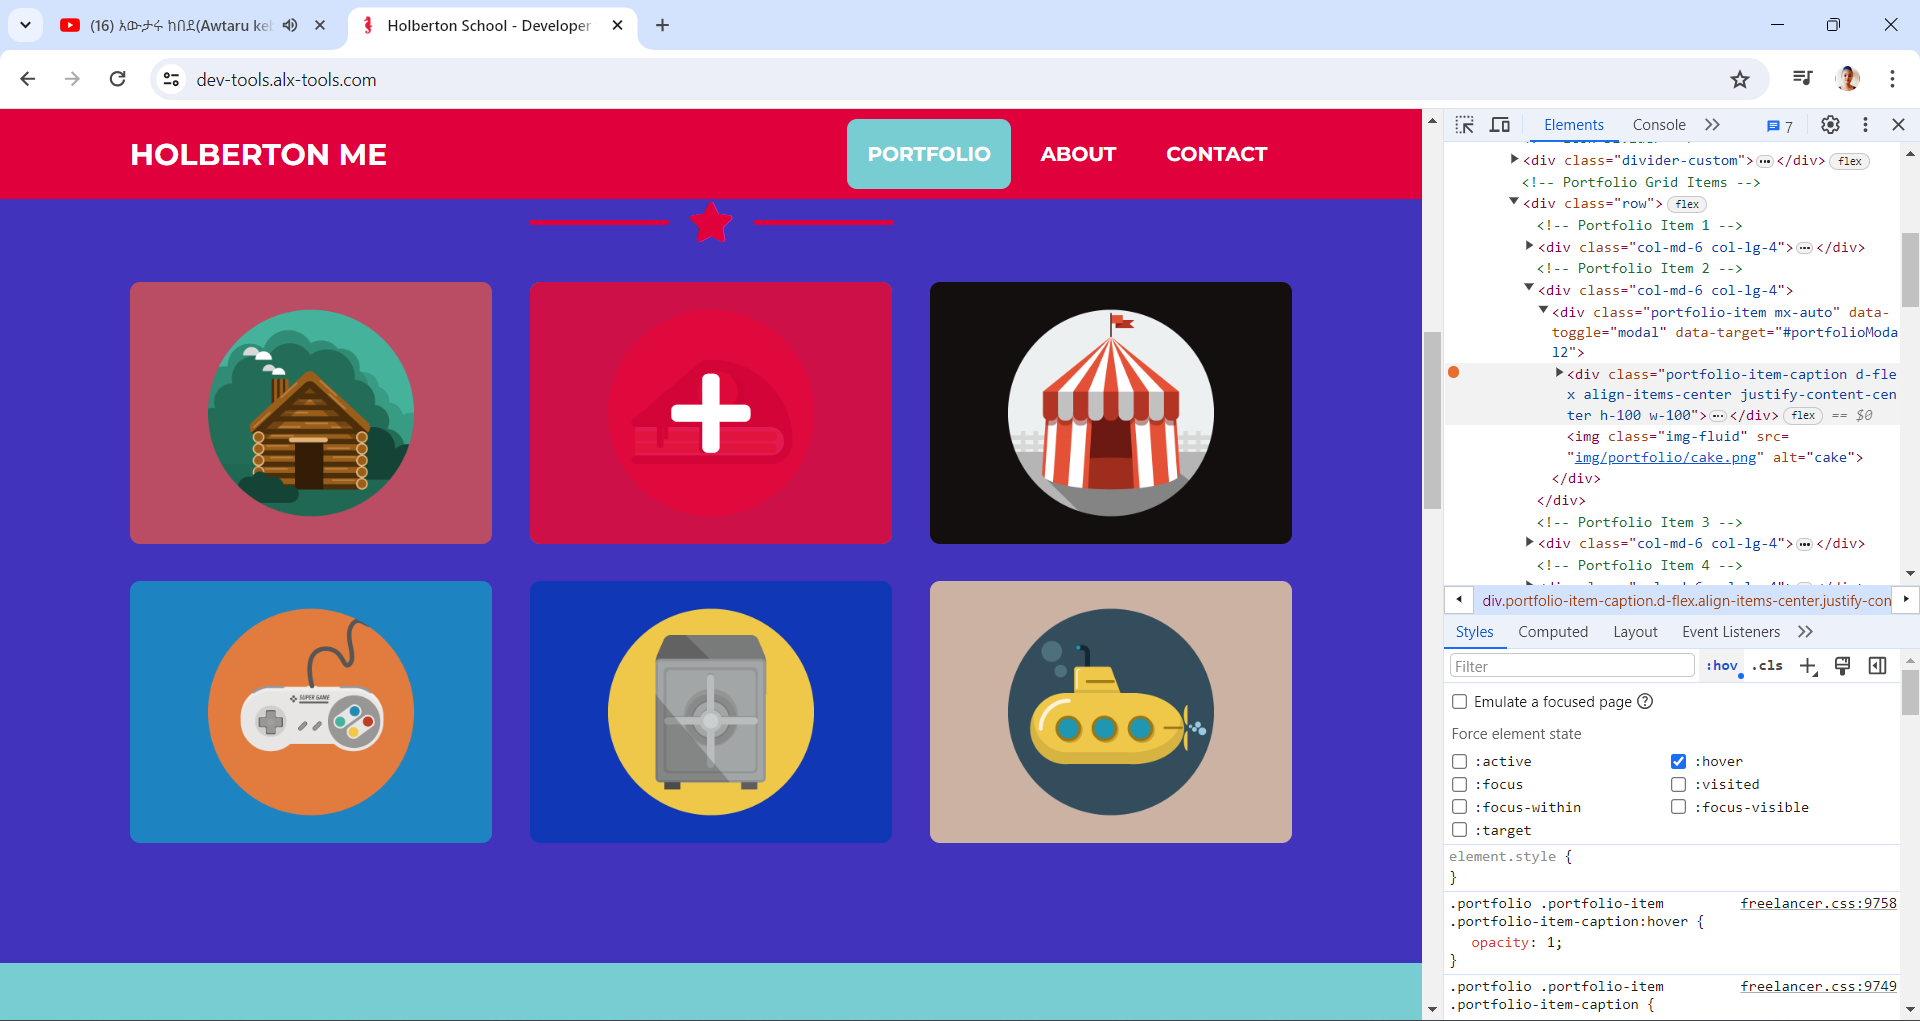 (16) አውታሩ ከበደ(Awtaru ke
Holberton School - Developer
dev-tools.alx-tools.com
HOLBERTON ME
PORTFOLIO
ABOUT
CONTACT
SUPER GAME
Elements
Console
7
<div class="divider-custom">…</div> flex
<!-- Portfolio Grid Items -->
<div class="row"> flex
<!-- Portfolio Item 1 -->
<div class="col-md-6 col-lg-4">…</div>
<!-- Portfolio Item 2 -->
<div class="col-md-6 col-lg-4">
<div class="portfolio-item mx-auto" data-
toggle="modal" data-target="#portfolioModa
l2">
<div class="portfolio-item-caption d-fle
x align-items-center justify-content-cen
ter h-100 w-100">…</div> flex == $0
<img class="img-fluid" src=
"img/portfolio/cake.png" alt="cake">
</div>
</div>
<!-- Portfolio Item 3 -->
<div class="col-md-6 col-lg-4">…</div>
<!-- Portfolio Item 4 -->
div.portfolio-item-caption.d-flex.align-items-center.justify-con
Styles
Computed
Layout
Event Listeners
Filter
:hov
.cls
Emulate a focused page
Force element state
:active
:hover
:focus
:visited
:focus-within
:focus-visible
:target
element.style {
}
.portfolio .portfolio-item freelancer.css:9758
.portfolio-item-caption:hover {
opacity: 1;
}
.portfolio .portfolio-item freelancer.css:9749
.portfolio-item-caption {